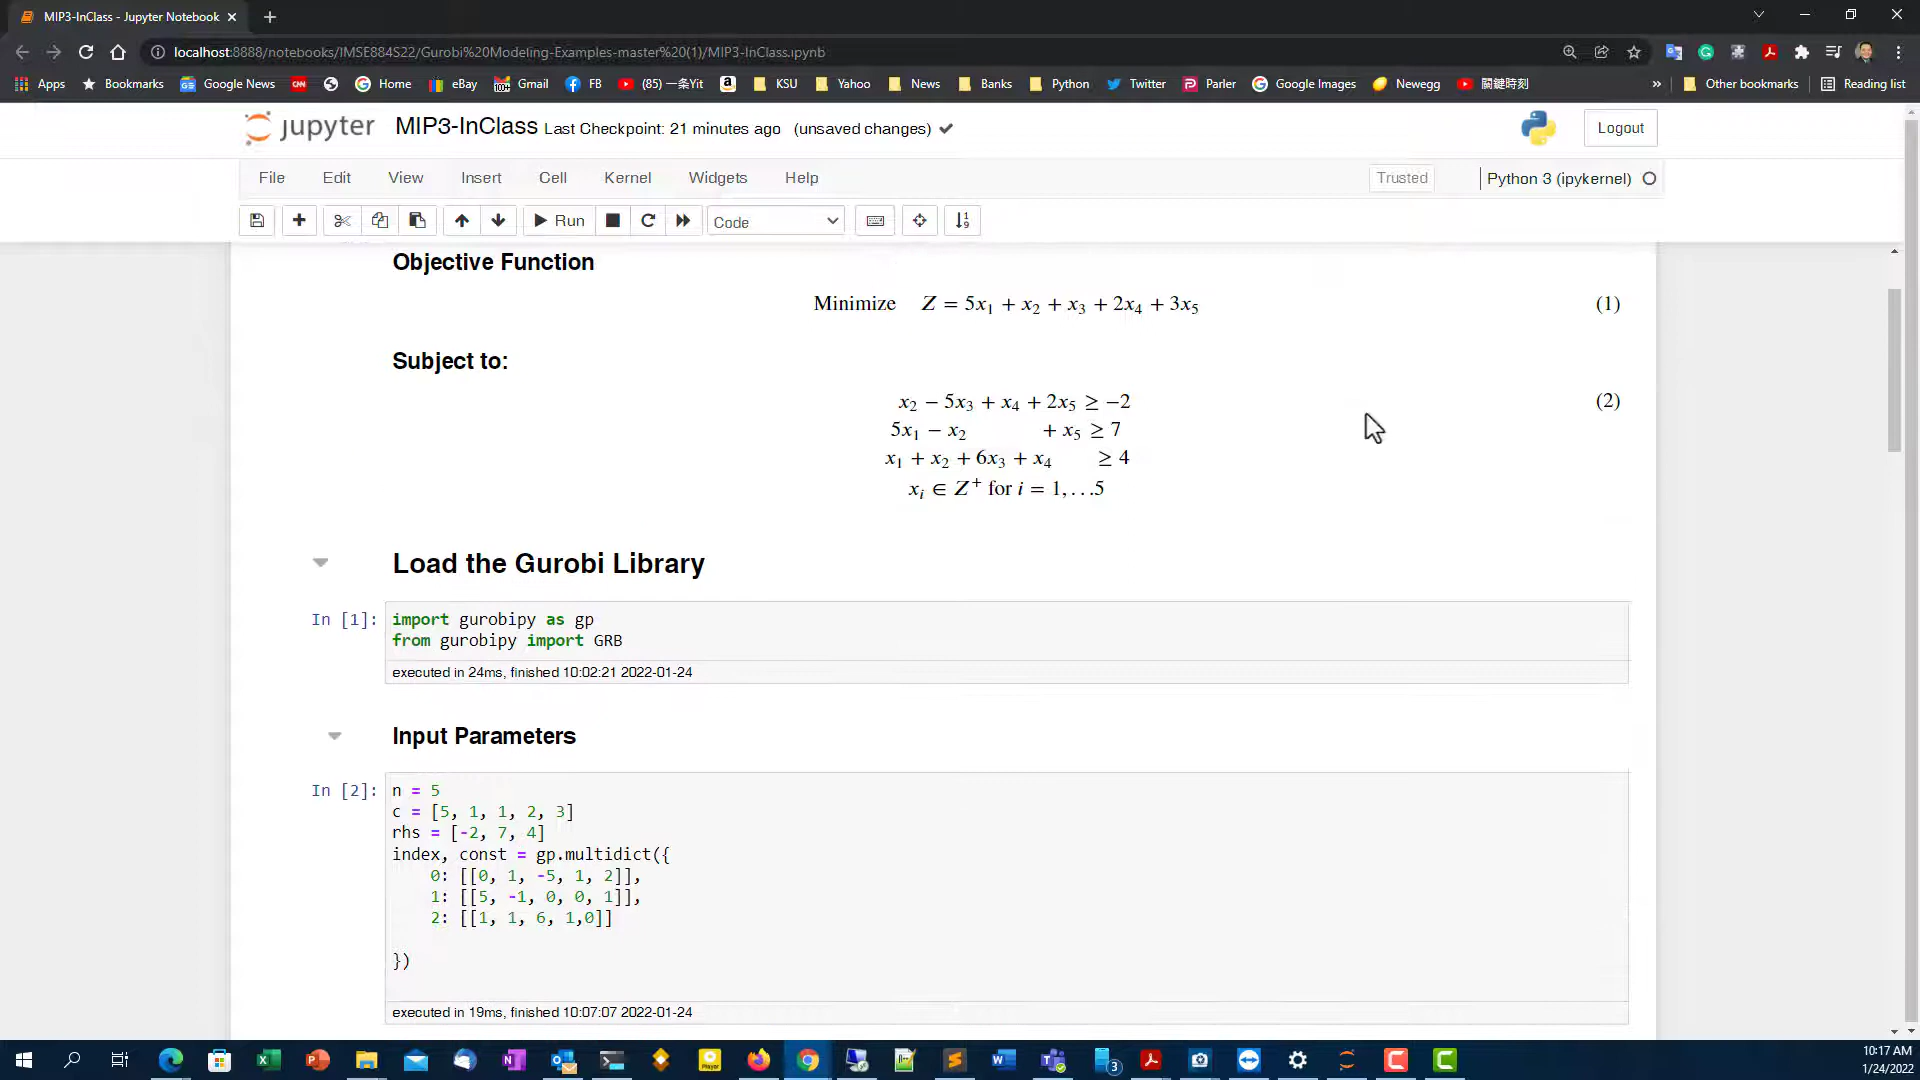 MIP3-InClass - Jupyter Notebook
localhost:8888/notebooks/IMSE884S22/Gurobi%20Modeling-Examples-master%20(1)/MIP3-InClass.ipynb
Apps Bookmarks Google News Home eBay Gmail FB (85) 一条Yit KSU Yahoo News Banks Python Twitter Parler Google Images Newegg 關鍵時刻 » Other bookmarks Reading list
jupyter MIP3-InClass Last Checkpoint: 21 minutes ago (unsaved changes) Logout
File Edit View Insert Cell Kernel Widgets Help Trusted Python 3 (ipykernel)
Run Code
Objective Function
Minimize Z = 5x₁ + x₂ + x₃ + 2x₄ + 3x₅ (1)
Subject to:
x₂ − 5x₃ + x₄ + 2x₅ ≥ −2 (2)
5x₁ − x₂ + x₅ ≥ 7
x₁ + x₂ + 6x₃ + x₄ ≥ 4
xᵢ ∈ Z⁺ for i = 1, …5
Load the Gurobi Library
In [1]: import gurobipy as gp
from gurobipy import GRB
executed in 24ms, finished 10:02:21 2022-01-24
Input Parameters
In [2]: n = 5
c = [5, 1, 1, 2, 3]
rhs = [-2, 7, 4]
index, const = gp.multidict({
0: [[0, 1, -5, 1, 2]],
1: [[5, -1, 0, 0, 1]],
2: [[1, 1, 6, 1,0]]
})
executed in 19ms, finished 10:07:07 2022-01-24
10:17 AM
1/24/2022